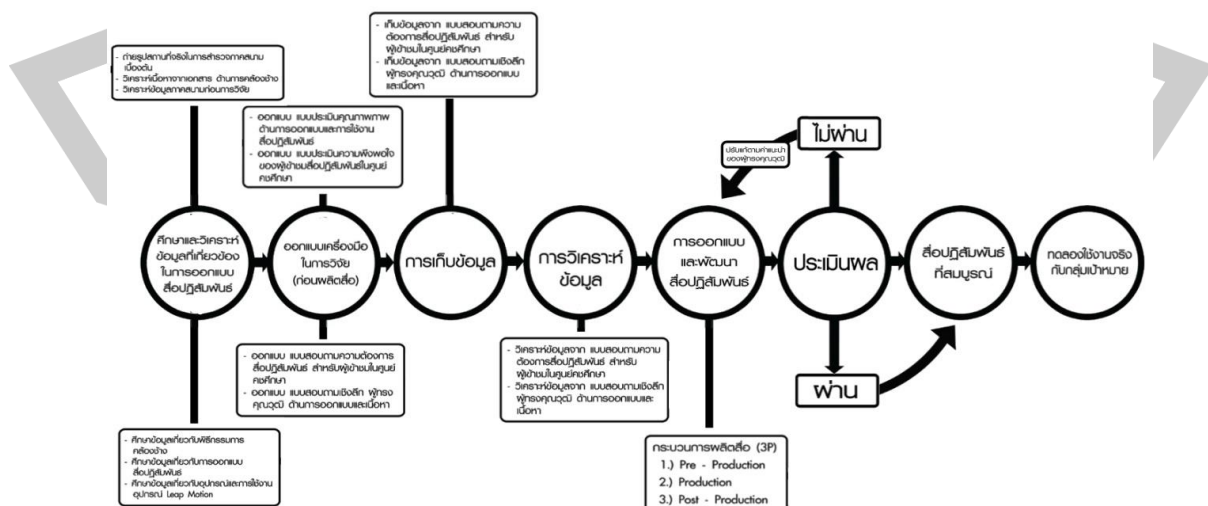 - ถ่ายรูปสถานที่จริงในการสำรวจภาคสนาม
เบื้องต้น
- วิเคราะห์เนื้อหาจากเอกสาร ด้านการคล้องช้าง
- วิเคราะห์ข้อมูลภาคสนามก่อนการวิจัย
- ออกแบบ แบบประเมินคุณภาพภาพ
ด้านการออกแบบและการใช้งาน
สื่อปฏิสัมพันธ์
- ออกแบบ แบบประเมินความพึงพอใจ
ของผู้เข้าชมสื่อปฏิสัมพันธ์ในศูนย์
คชศึกษา
- เก็บข้อมูลจาก แบบสอบถามความ
ต้องการสื่อปฏิสัมพันธ์ สำหรับ
ผู้เข้าชมในศูนย์คชศึกษา
- เก็บข้อมูลจาก แบบสอบถามเชิงลึก
ผู้ทรงคุณวุฒิ ด้านการออกแบบ
และเนื้อหา
ปรับแก้ตามคำแนะนำ
ของผู้ทรงคุณวุฒิ
ไม่ผ่าน
ศึกษาและวิเคราะห์
ข้อมูลที่เกี่ยวข้อง
ในการออกแบบ
สื่อปฏิสัมพันธ์
ออกแบบเครื่องมือ
ในการวิจัย
(ก่อนผลิตสื่อ)
การเก็บข้อมูล
การวิเคราะห์
ข้อมูล
การออกแบบ
และพัฒนา
สื่อปฏิสัมพันธ์
ประเมินผล
สื่อปฏิสัมพันธ์
ที่สมบูรณ์
ทดลองใช้งานจริง
กับกลุ่มเป้าหมาย
- ออกแบบ แบบสอบถามความต้องการ
สื่อปฏิสัมพันธ์ สำหรับผู้เข้าชมในศูนย์
คชศึกษา
- ออกแบบ แบบสอบถามเชิงลึก ผู้ทรง
คุณวุฒิ ด้านการออกแบบและเนื้อหา
- วิเคราะห์ข้อมูลจาก แบบสอบถามความ
ต้องการสื่อปฏิสัมพันธ์ สำหรับ
ผู้เข้าชมในศูนย์คชศึกษา
- วิเคราะห์ข้อมูลจาก แบบสอบถามเชิงลึก
ผู้ทรงคุณวุฒิ ด้านการออกแบบและ
เนื้อหา
ผ่าน
- ศึกษาข้อมูลเกี่ยวกับพิธีกรรมการ
คล้องช้าง
- ศึกษาข้อมูลเกี่ยวกับการออกแบบ
สื่อปฏิสัมพันธ์
- ศึกษาข้อมูลเกี่ยวกับอุปกรณ์และการใช้งาน
อุปกรณ์ Leap Motion
กระบวนการผลิตสื่อ (3P)
1.) Pre - Production
2.) Production
3.) Post - Production